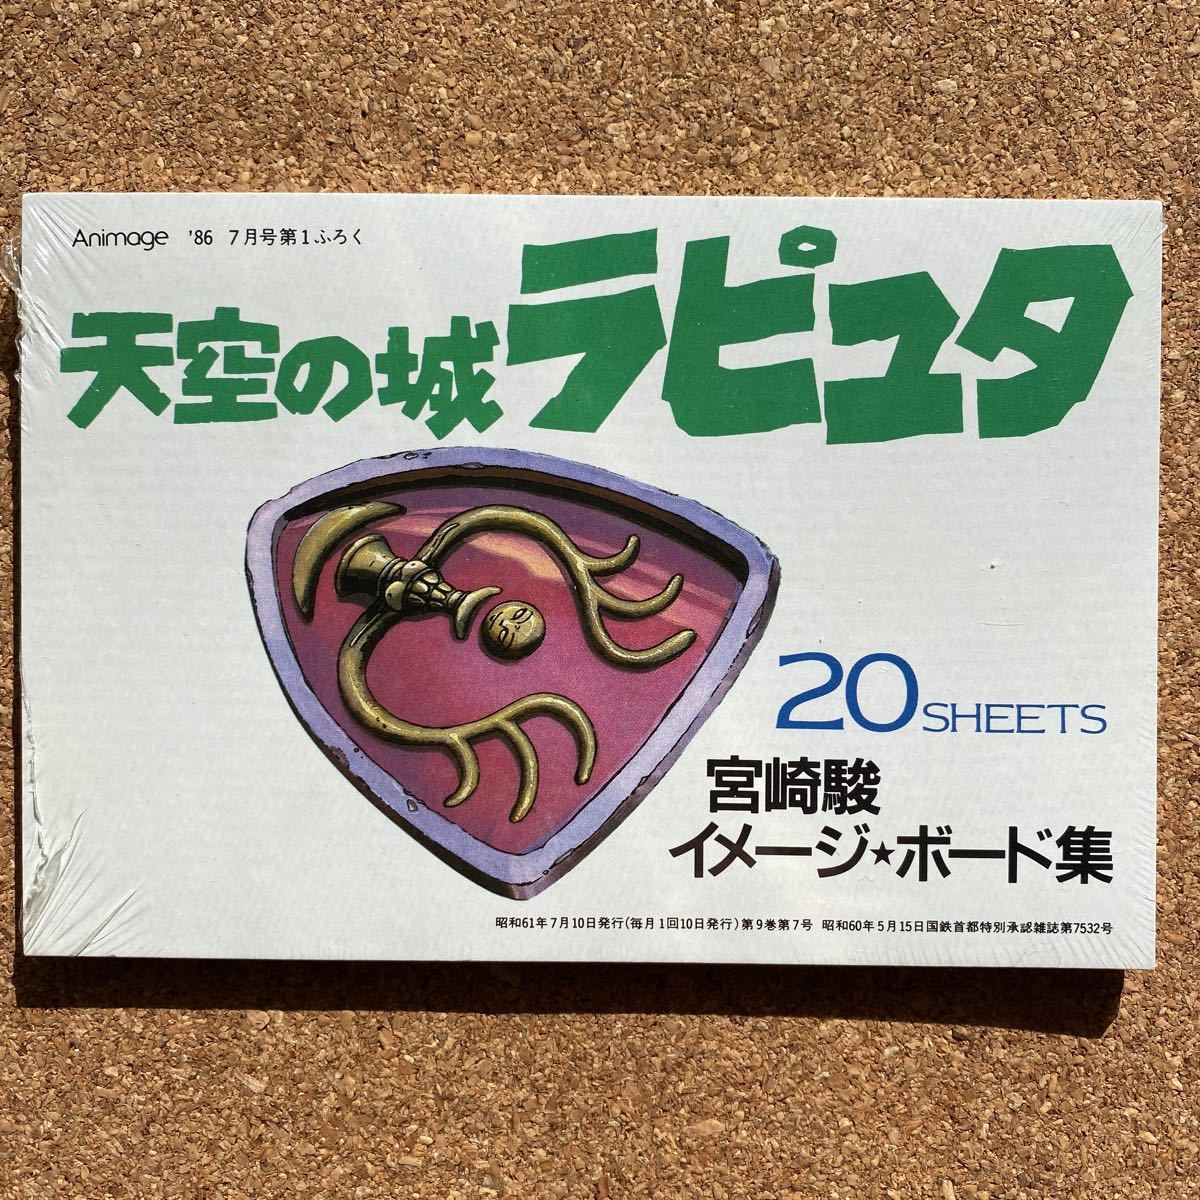 Animage '86 7月号第1ふろく
天空の城ラピュタ
20 SHEETS
宮崎駿
イメージ★ボード集
昭和61年7月10日発行(毎月1回10日発行)第9巻第7号 昭和60年5月15日国鉄首都特別承認雑誌第7532号